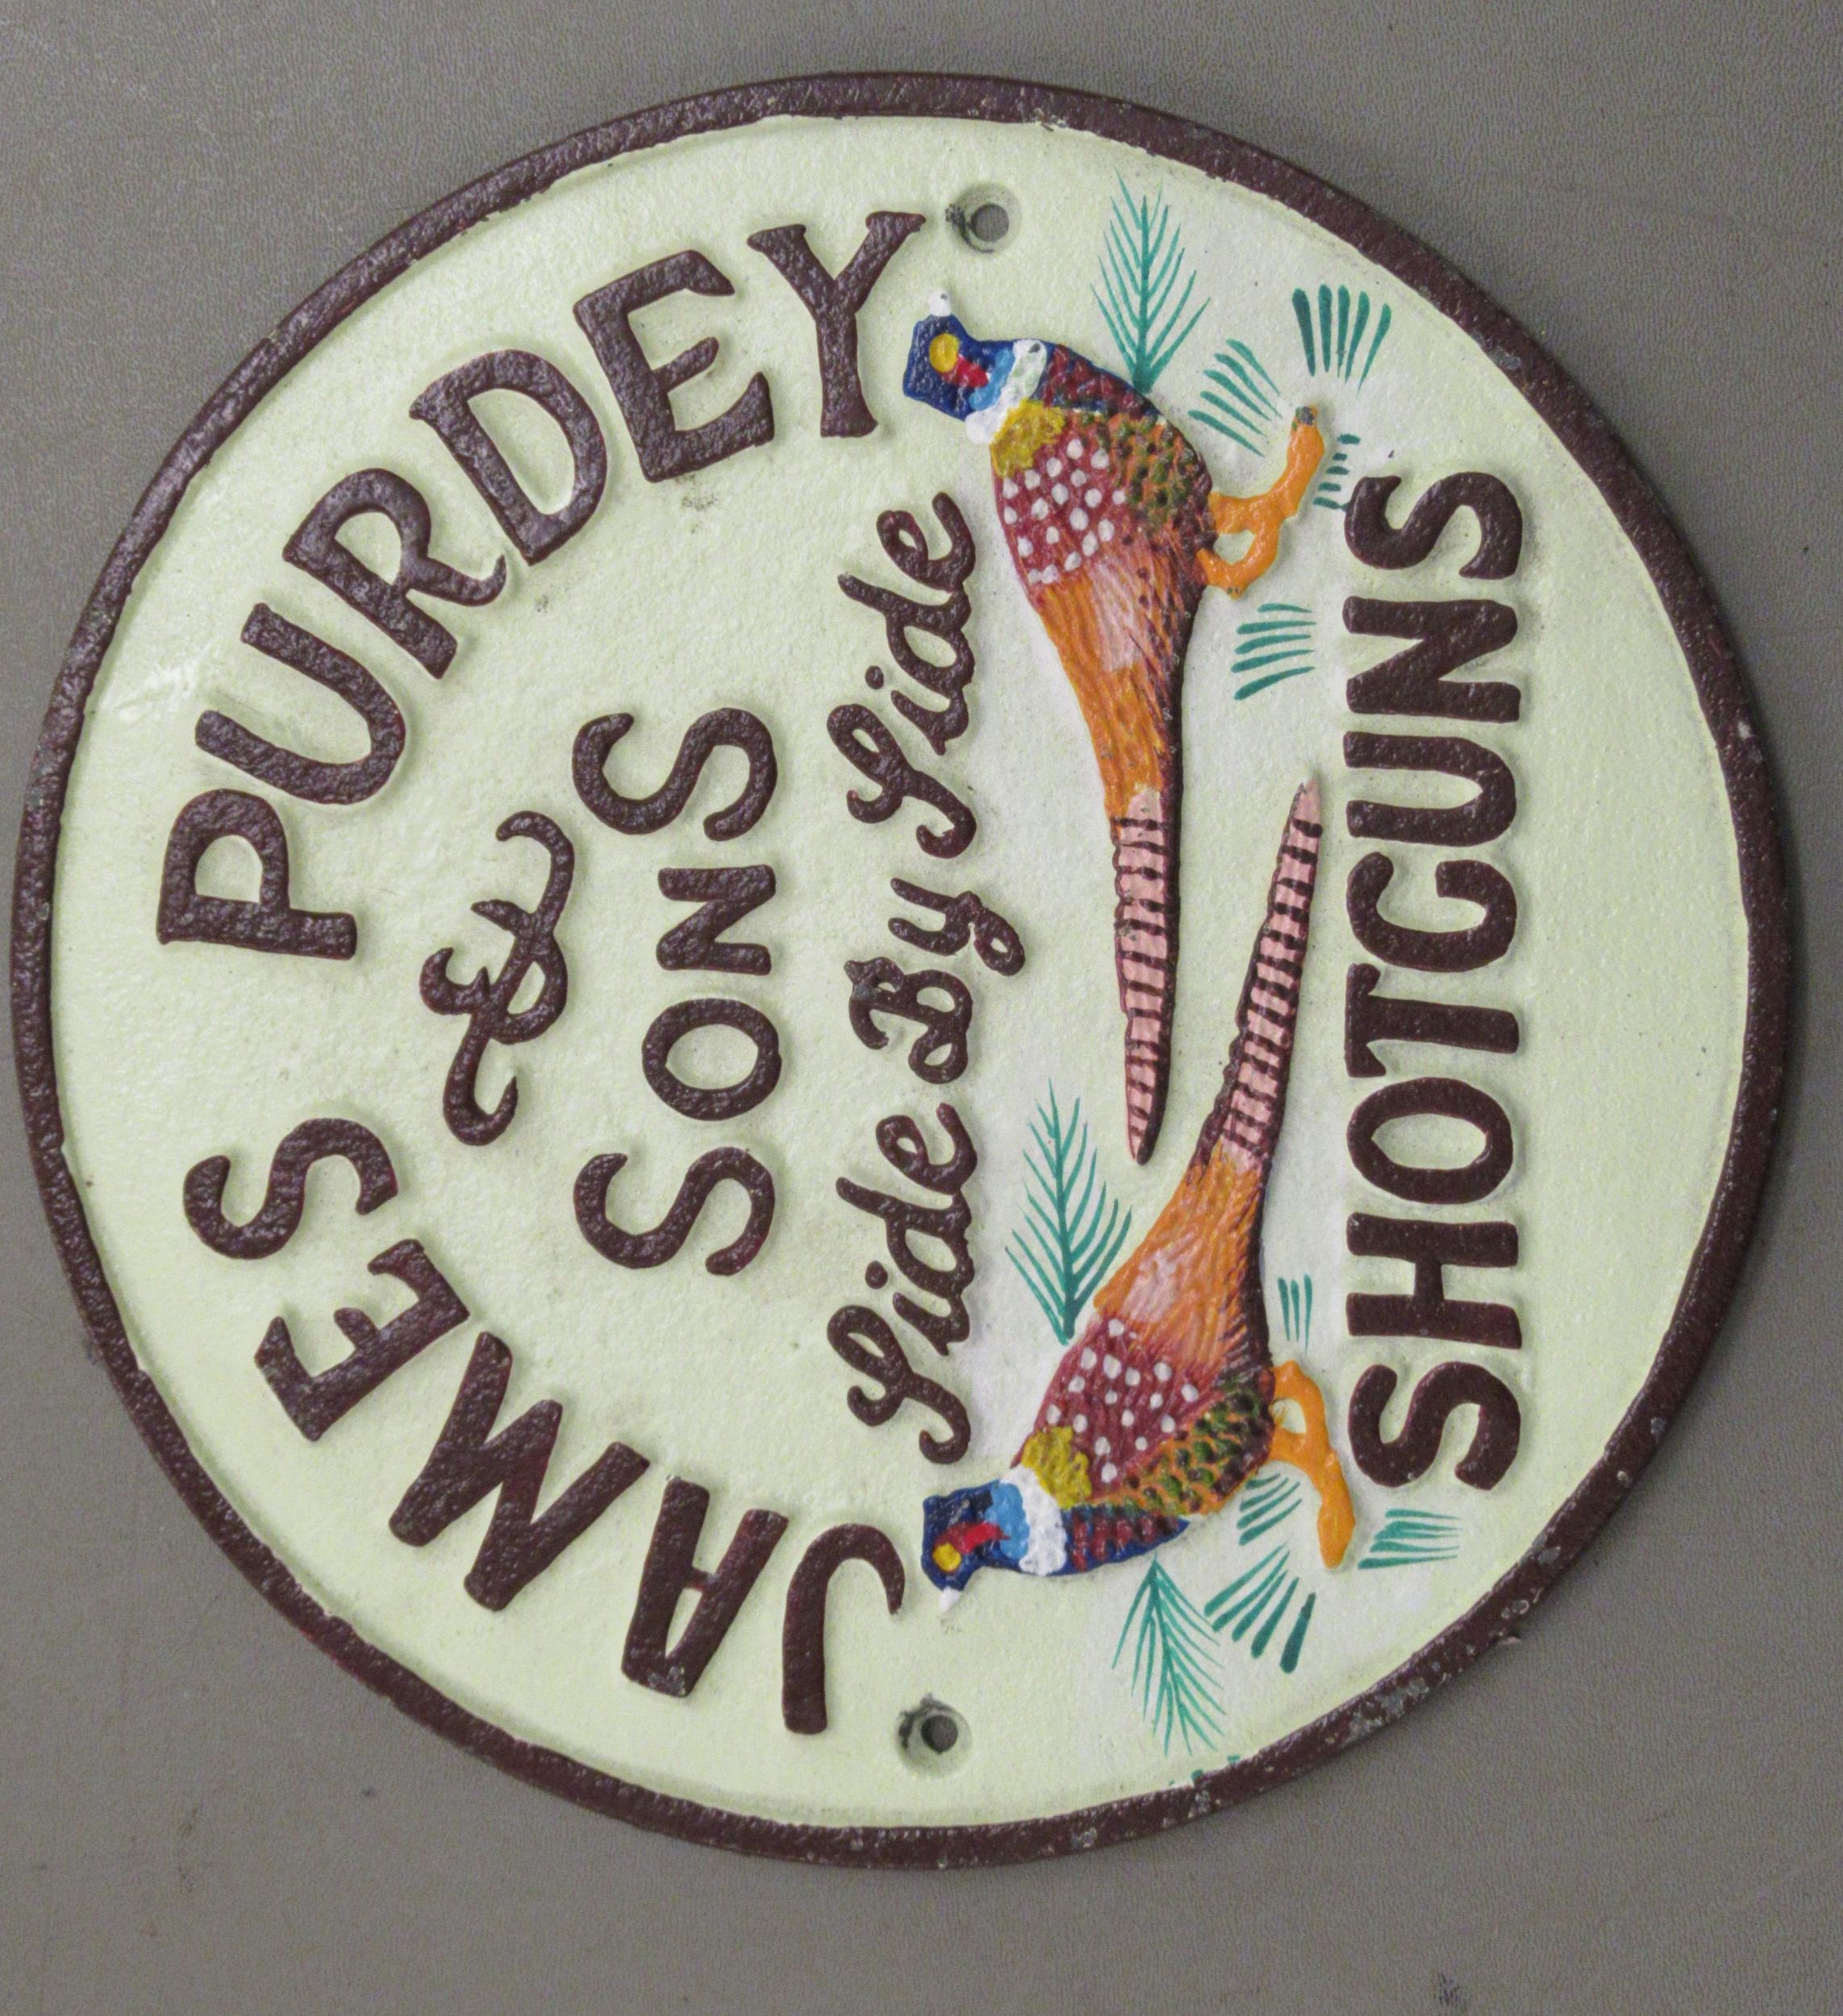 JAMES PURDEY
&
SONS
Side By Side
SHOTGUNS